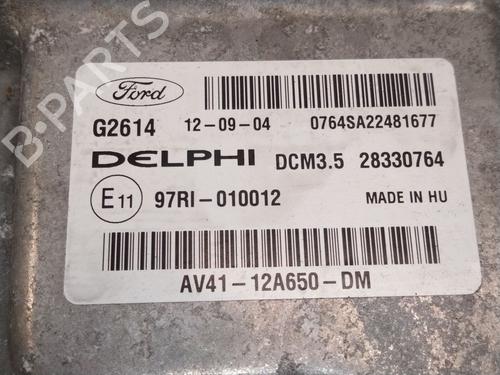 B-PARTS
Ford
G2614 12-09-04 0764SA22481677
DELPHI DCM3.5 28330764
E11 97RI-010012 MADE IN HU
AV41-12A650-DM